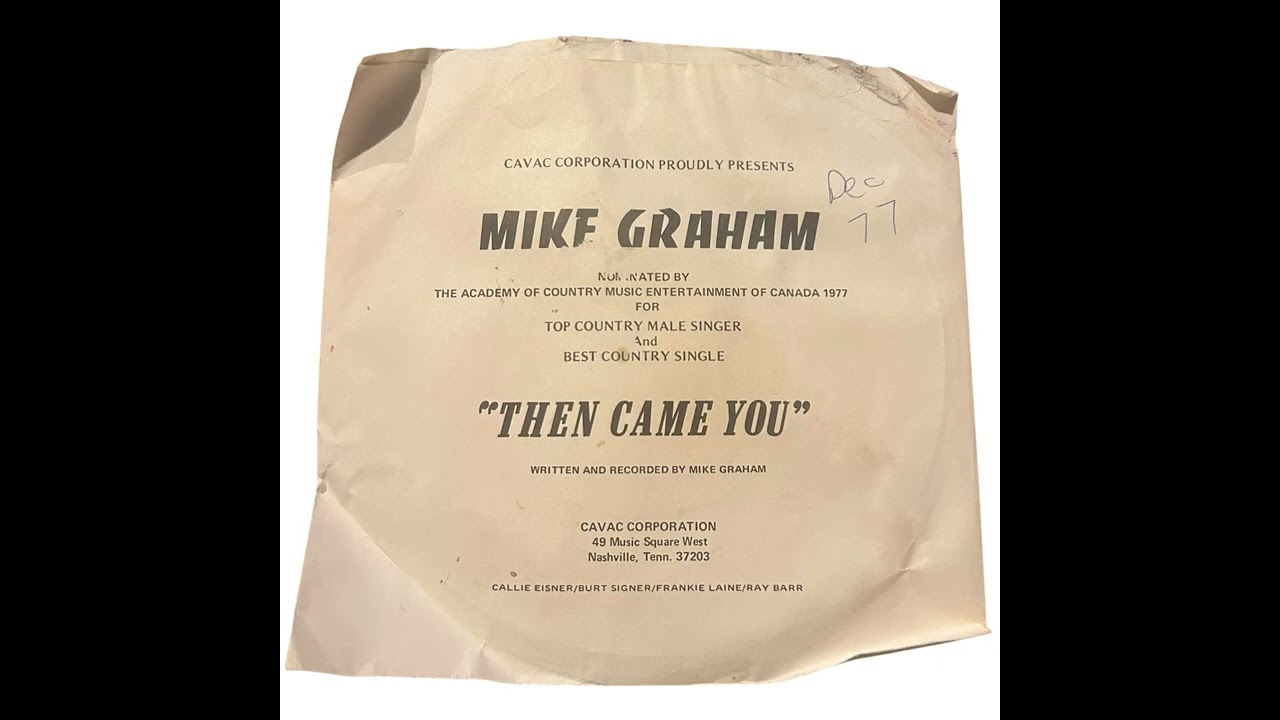 CAVAC CORPORATION PROUDLY PRESENTS
Dec
77
MIKE GRAHAM
NOMINATED BY
THE ACADEMY OF COUNTRY MUSIC ENTERTAINMENT OF CANADA 1977
FOR
TOP COUNTRY MALE SINGER
And
BEST COUNTRY SINGLE
"THEN CAME YOU"
WRITTEN AND RECORDED BY MIKE GRAHAM
CAVAC CORPORATION
49 Music Square West
Nashville, Tenn. 37203
CALLIE EISNER/BURT SIGNER/FRANKIE LAINE/RAY BARR